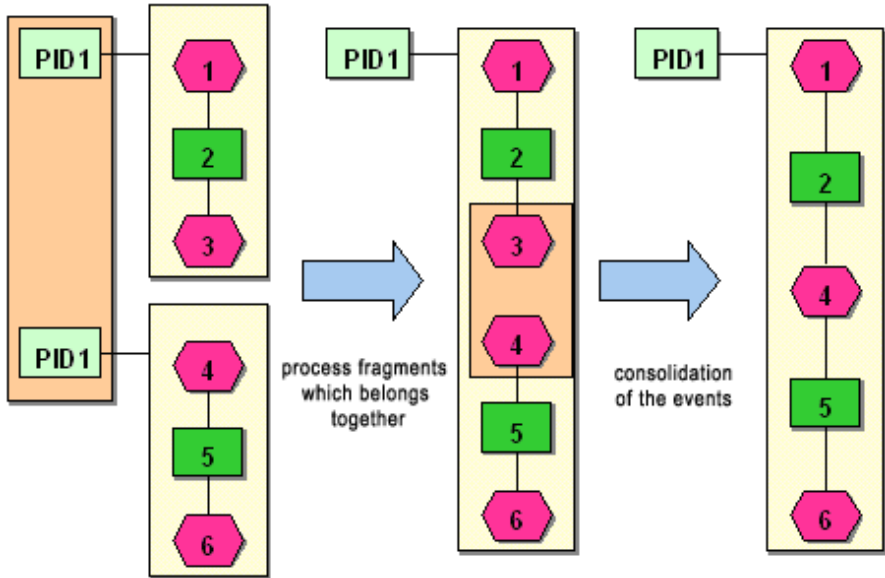 PID1
1
2
3
PID1
4
5
6
process fragments
which belongs
together
PID1
1
2
3
4
5
6
consolidation
of the events
PID1
1
2
4
5
6